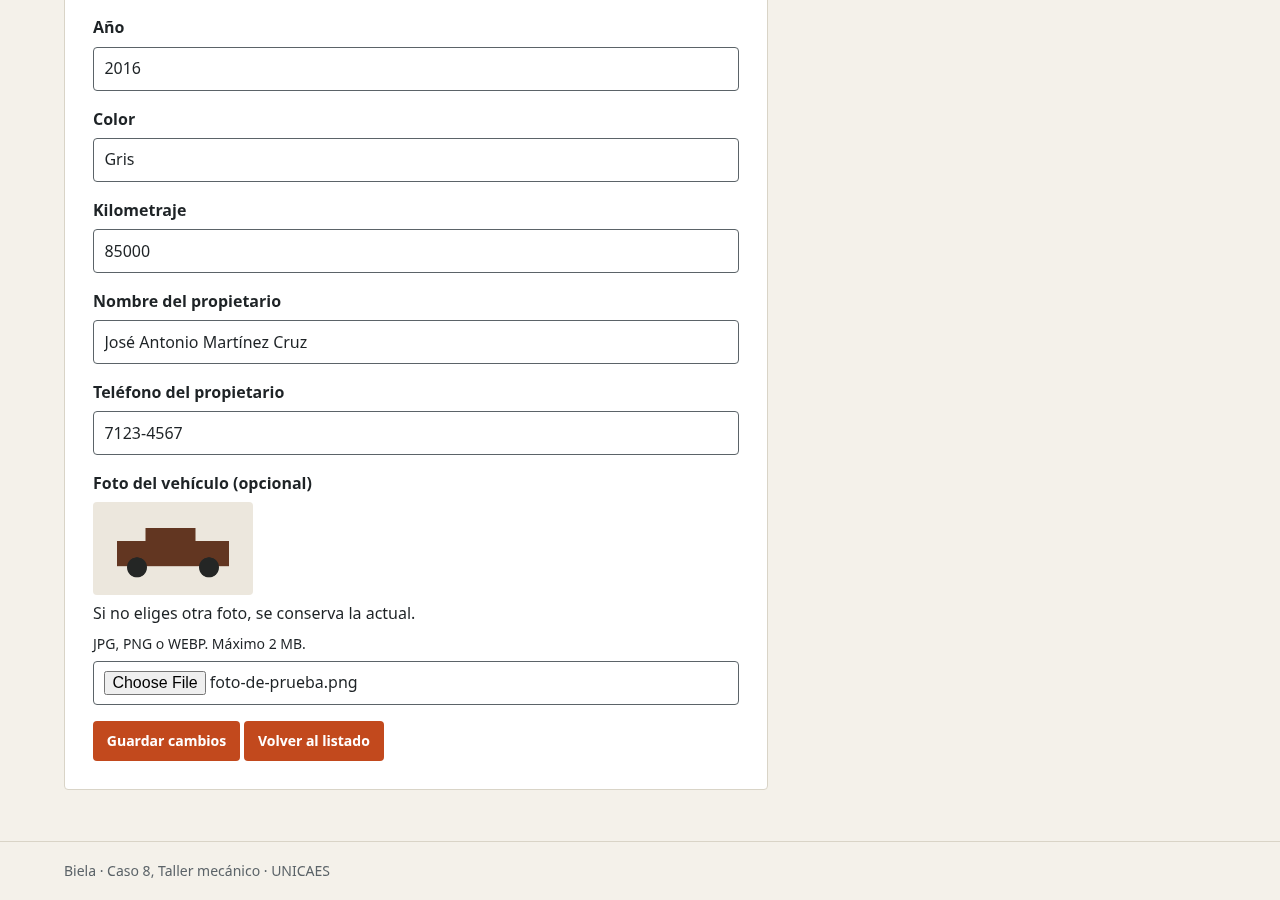 Año
2016
Color
Gris
Kilometraje
85000
Nombre del propietario
José Antonio Martínez Cruz
Teléfono del propietario
7123-4567
Foto del vehículo (opcional)
Si no eliges otra foto, se conserva la actual.
JPG, PNG o WEBP. Máximo 2 MB.
Choose File foto-de-prueba.png
Guardar cambios Volver al listado
Biela · Caso 8, Taller mecánico · UNICAES